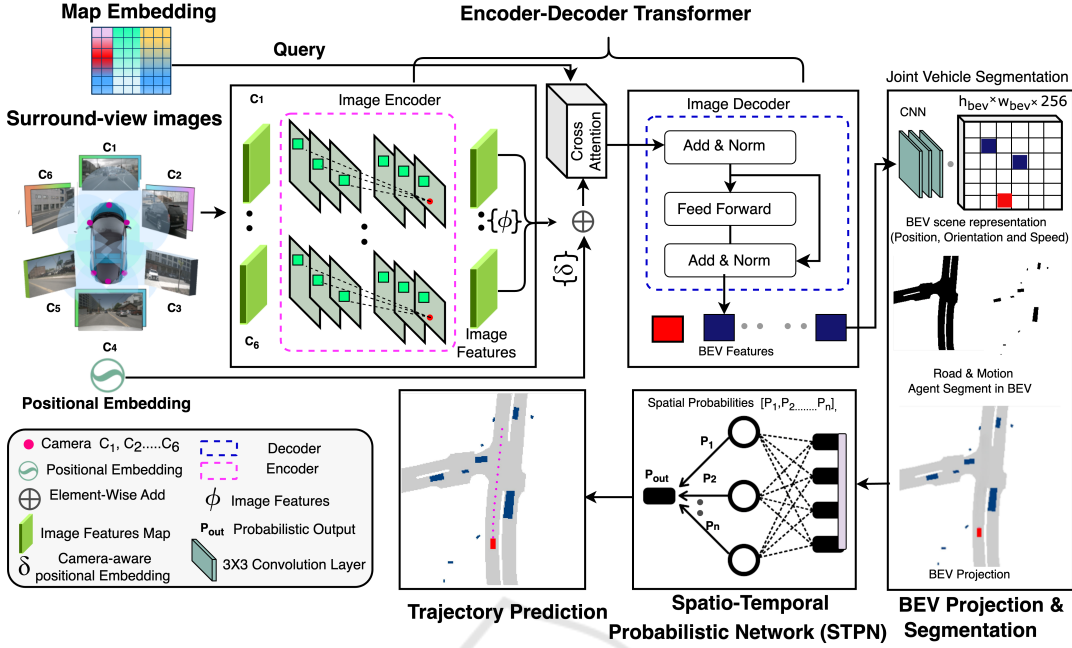 Map Embedding
Encoder-Decoder Transformer
Query
Surround-view images
C1
C6
C2
C5
C3
C4
Positional Embedding
C1
Image Encoder
C6
{ϕ}
Image
Features
{δ}
Cross
Attention
Image Decoder
Add & Norm
Feed Forward
Add & Norm
BEV Features
Joint Vehicle Segmentation
CNN
hbev×wbev×256
BEV scene representation
(Position, Orientation and Speed)
Road & Motion
Agent Segment in BEV
BEV Projection
BEV Projection &
Segmentation
Spatial Probabilities [P1,P2........Pn],
P1
Pout
P2
Pn
Spatio-Temporal
Probabilistic Network (STPN)
Trajectory Prediction
Camera C1, C2.....C6
Positional Embedding
Element-Wise Add
Image Features Map
δ Camera-aware
positional Embedding
Decoder
Encoder
ϕ Image Features
Pout Probabilistic Output
3X3 Convolution Layer